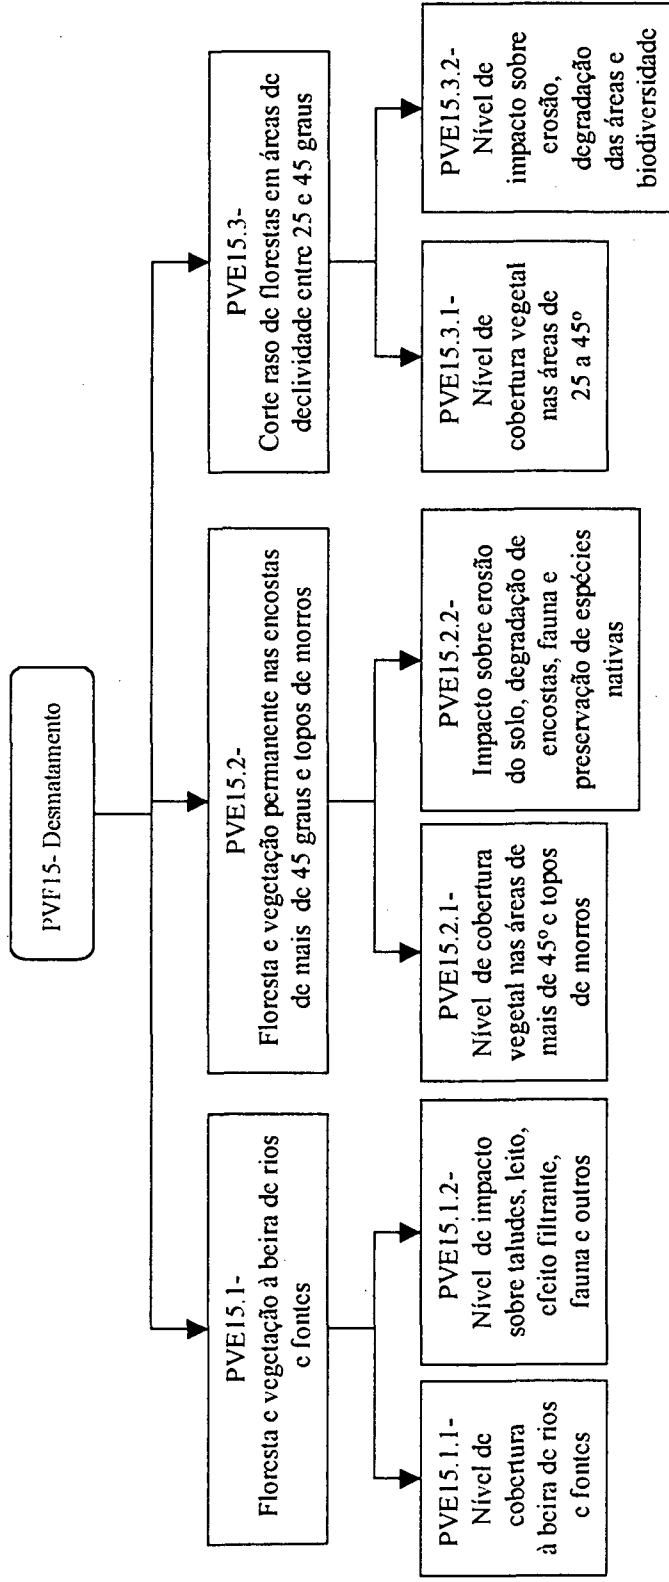 PVF15- Desmatamento
PVE15.1-
Floresta e vegetação à beira de rios
e fontes
PVE15.2-
Floresta e vegetação permanente nas encostas
de mais de 45 graus e topos de morros
PVE15.3-
Corte raso de florestas em áreas de
declividade entre 25 e 45 graus
PVE15.1.1-
Nível de
cobertura
à beira de rios
e fontes
PVE15.1.2-
Nível de impacto
sobre taludes, leito,
efeito filtrante,
fauna e outros
PVE15.2.1-
Nível de cobertura
vegetal nas áreas de
mais de 45º e topos
de morros
PVE15.2.2-
Impacto sobre erosão
do solo, degradação de
encostas, fauna e
preservação de espécies
nativas
PVE15.3.1-
Nível de
cobertura vegetal
nas áreas de
25 a 45º
PVE15.3.2-
Nível de
impacto sobre
erosão,
degradação
das áreas e
biodiversidade